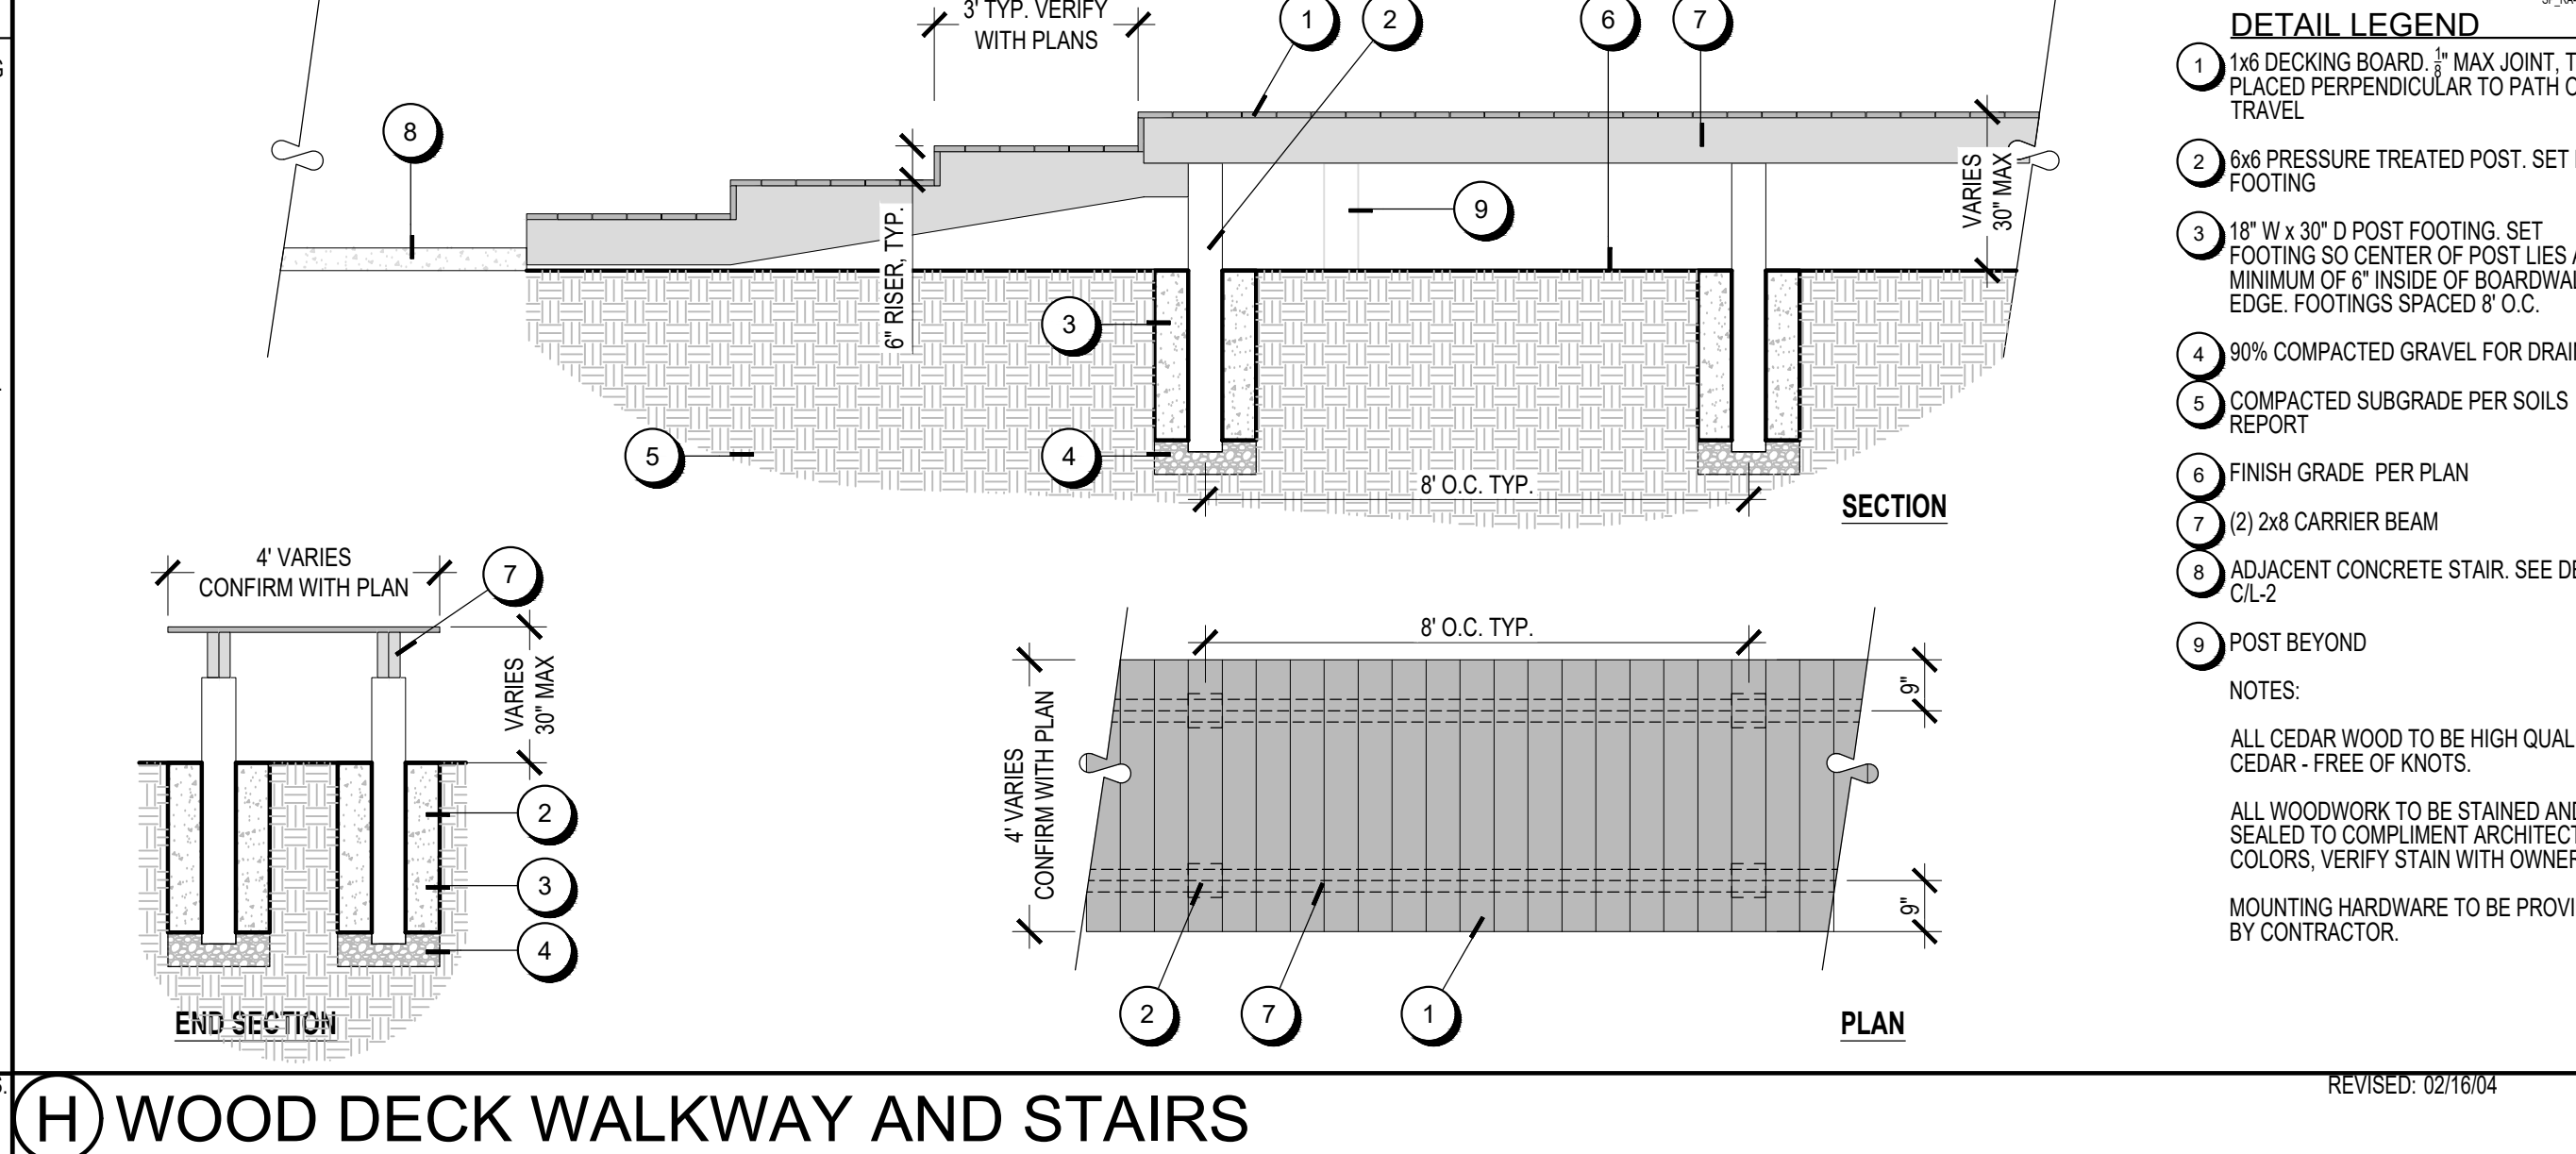 3' TYP. VERIFY
WITH PLANS
1
2
6
7
8
9
6" RISER, TYP.
VARIES
30" MAX
3
5
4
8' O.C. TYP.
SECTION
4' VARIES
CONFIRM WITH PLAN
7
VARIES
30" MAX
2
3
4
END SECTION
8' O.C. TYP.
4' VARIES
CONFIRM WITH PLAN
9"
9"
2
7
1
PLAN
DETAIL LEGEND
1 1x6 DECKING BOARD. 1/8" MAX JOINT,
PLACED PERPENDICULAR TO PATH
TRAVEL
2 6x6 PRESSURE TREATED POST. SET
FOOTING
3 18" W x 30" D POST FOOTING. SET
FOOTING SO CENTER OF POST LIES
MINIMUM OF 6" INSIDE OF BOARDWAL
EDGE. FOOTINGS SPACED 8' O.C.
4 90% COMPACTED GRAVEL FOR DRAI
5 COMPACTED SUBGRADE PER SOILS
REPORT
6 FINISH GRADE PER PLAN
7 (2) 2x8 CARRIER BEAM
8 ADJACENT CONCRETE STAIR. SEE DE
C/L-2
9 POST BEYOND
NOTES:
ALL CEDAR WOOD TO BE HIGH QUAL
CEDAR - FREE OF KNOTS.
ALL WOODWORK TO BE STAINED AND
SEALED TO COMPLIMENT ARCHITECT
COLORS, VERIFY STAIN WITH OWNER
MOUNTING HARDWARE TO BE PROVI
BY CONTRACTOR.
H WOOD DECK WALKWAY AND STAIRS
REVISED: 02/16/04